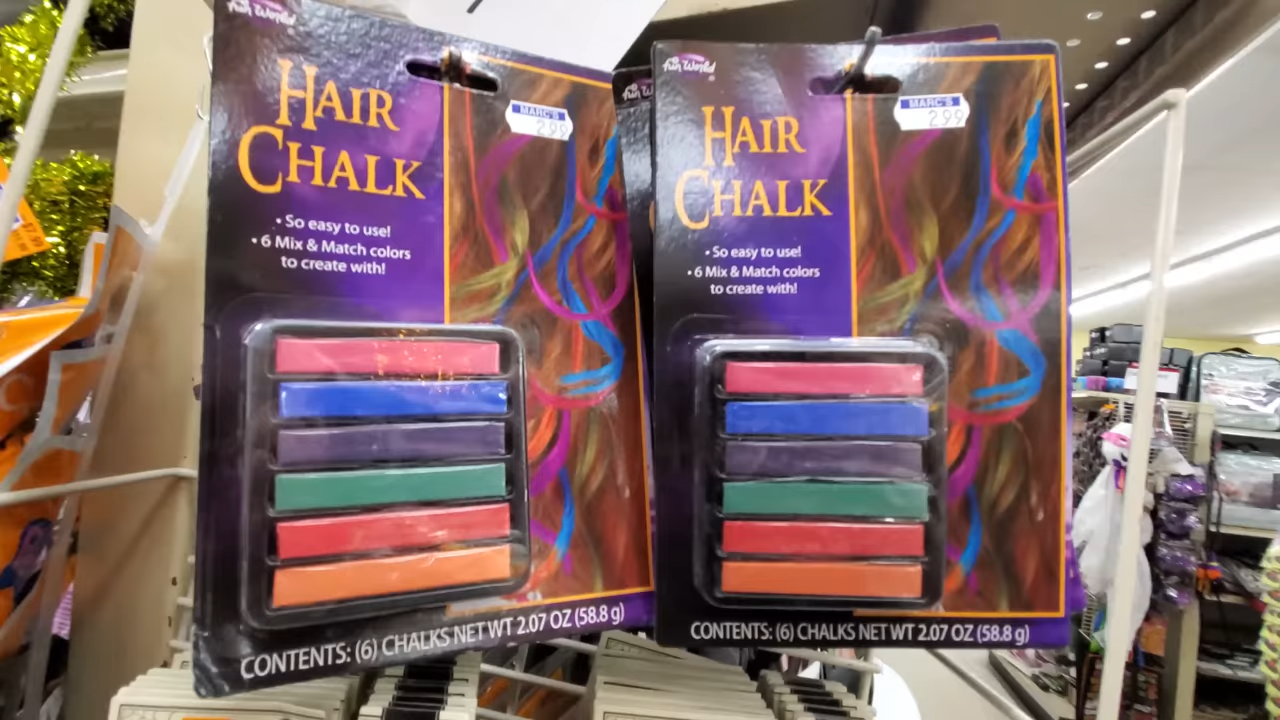 Fun World
HAIR
CHALK
• So easy to use!
• 6 Mix & Match colors
to create with!
MARC'S
2.99
CONTENTS: (6) CHALKS NET WT 2.07 OZ (58.8 g)
Fun World
Fun World
HAIR
CHALK
• So easy to use!
• 6 Mix & Match colors
to create with!
MARC'S
2.99
CONTENTS: (6) CHALKS NET WT 2.07 OZ (58.8 g)